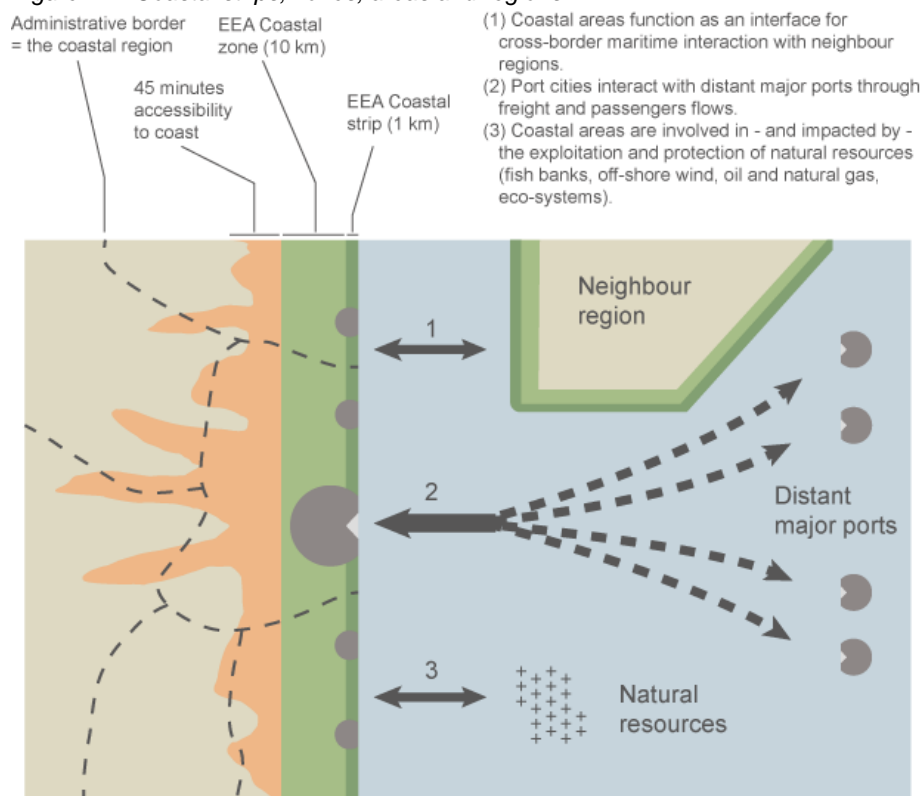 Administrative border
= the coastal region
EEA Coastal
zone (10 km)
45 minutes
accessibility
to coast
EEA Coastal
strip (1 km)
(1) Coastal areas function as an interface for
cross-border maritime interaction with neighbour
regions.
(2) Port cities interact with distant major ports through
freight and passengers flows.
(3) Coastal areas are involved in - and impacted by -
the exploitation and protection of natural resources
(fish banks, off-shore wind, oil and natural gas,
eco-systems).
Neighbour
region
1
2
Distant
major ports
3
Natural
resources